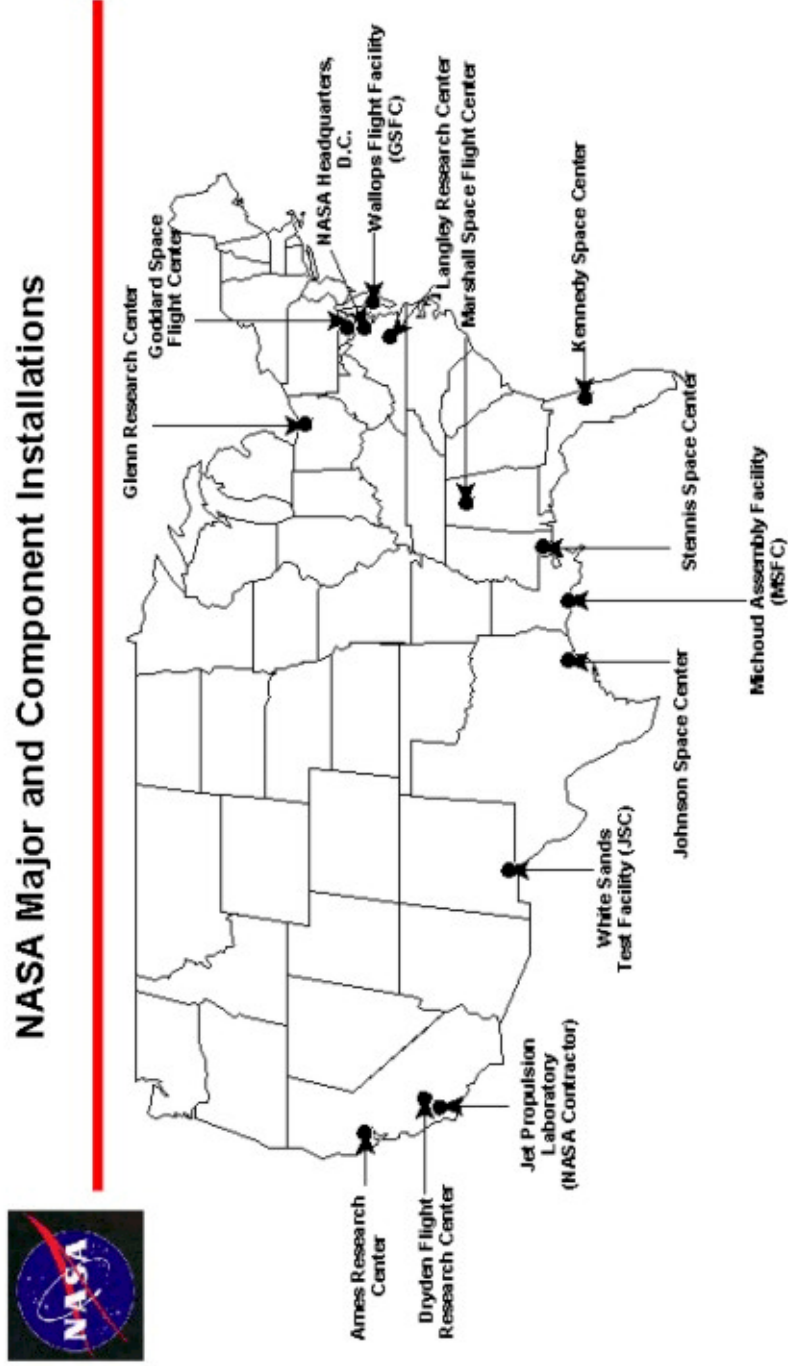 NASA Major and Component Installations
NASA
Glenn Research Center
Goddard Space
Flight Center
NASA Headquarters,
D.C.
Wallops Flight Facility
(GSFC)
Langley Research Center
Marshall Space Flight Center
Kennedy Space Center
Stennis Space Center
Michoud Assembly Facility
(MSFC)
Johnson Space Center
White Sands
Test Facility (JSC)
Jet Propulsion
Laboratory
(NASA Contractor)
Dryden Flight
Research Center
Ames Research
Center